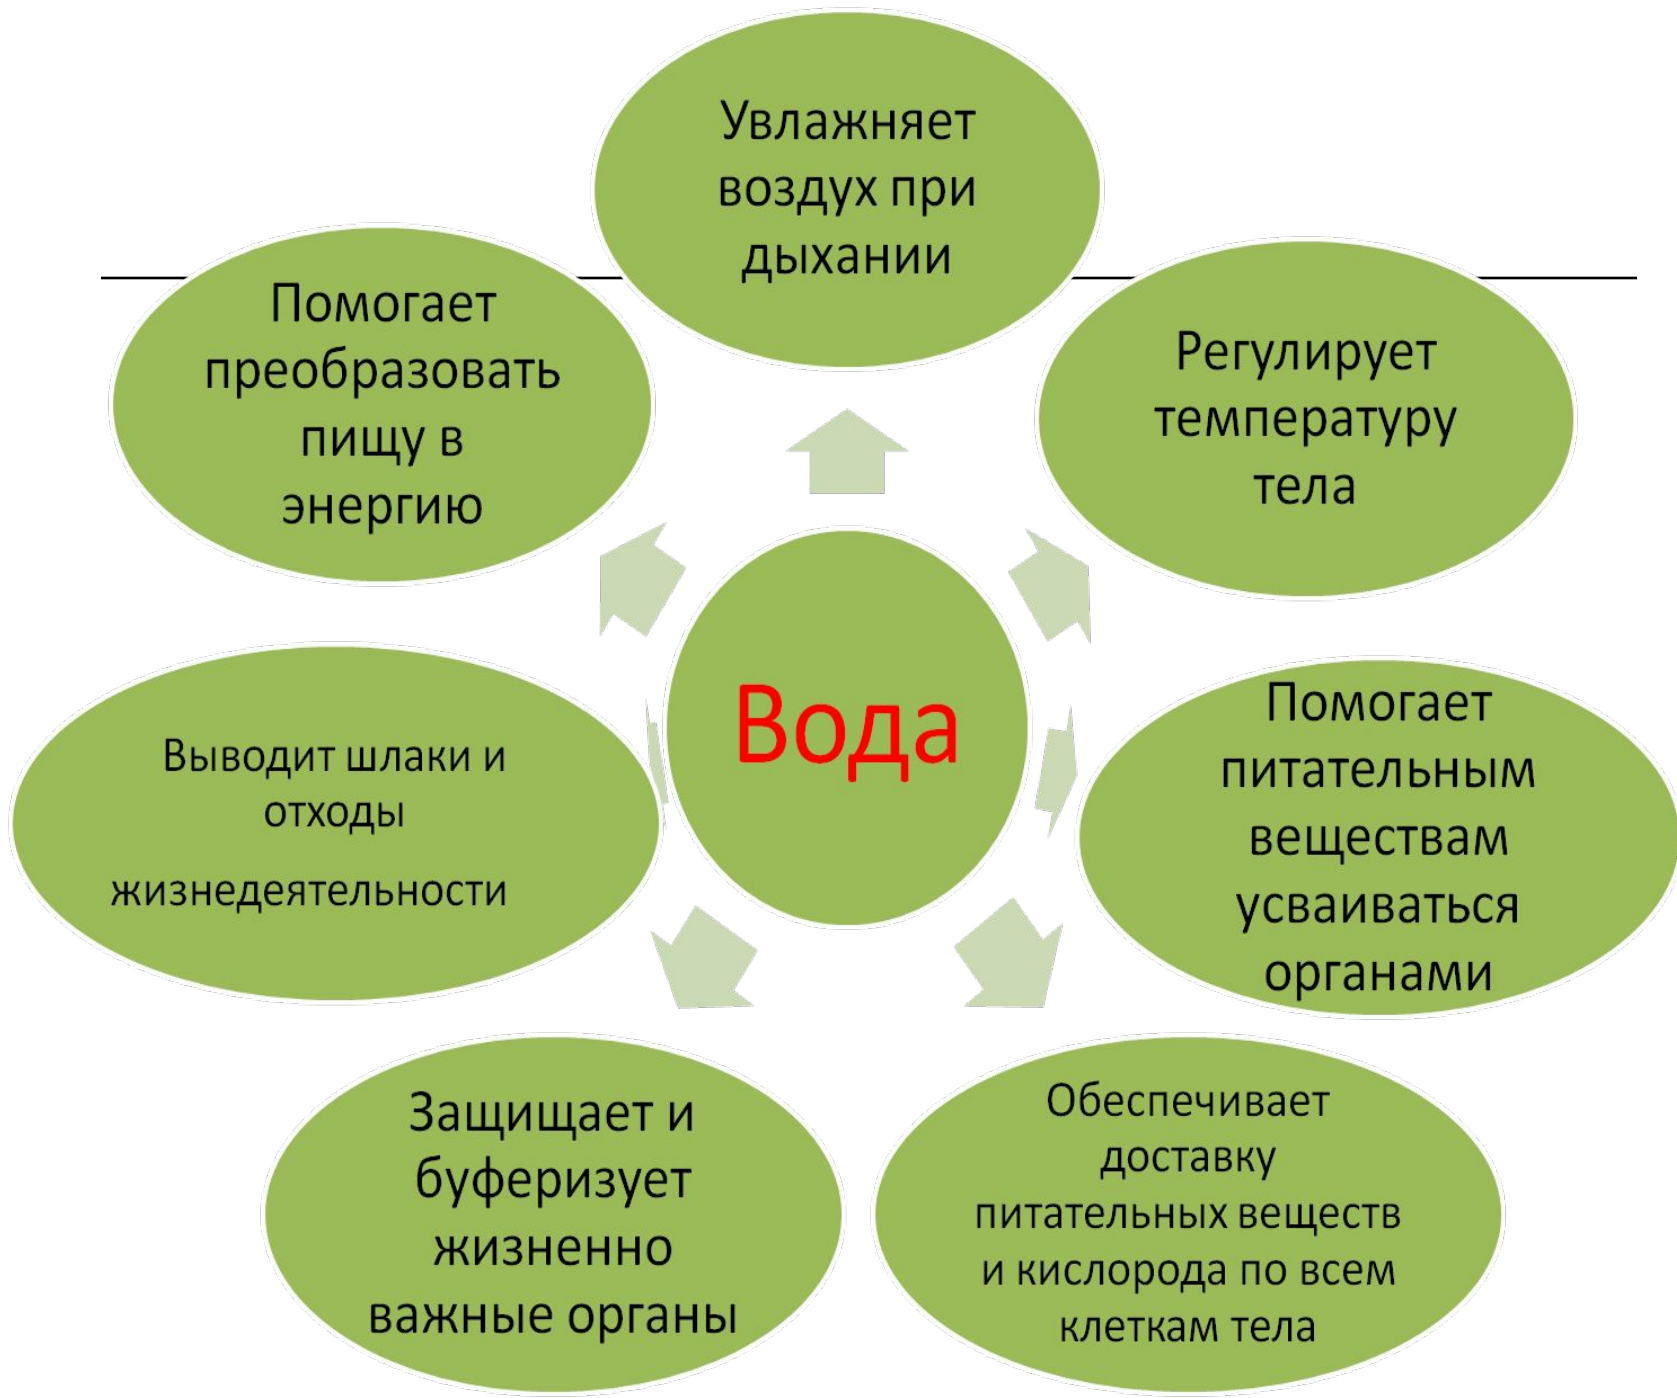 Увлажняет
воздух при
дыхании
Помогает
преобразовать
пищу в
энергию
Регулирует
температуру
тела
Вода
Выводит шлаки и
отходы
жизнедеятельности
Помогает
питательным
веществам
усваиваться
органами
Защищает и
буферизует
жизненно
важные органы
Обеспечивает
доставку
питательных веществ
и кислорода по всем
клеткам тела